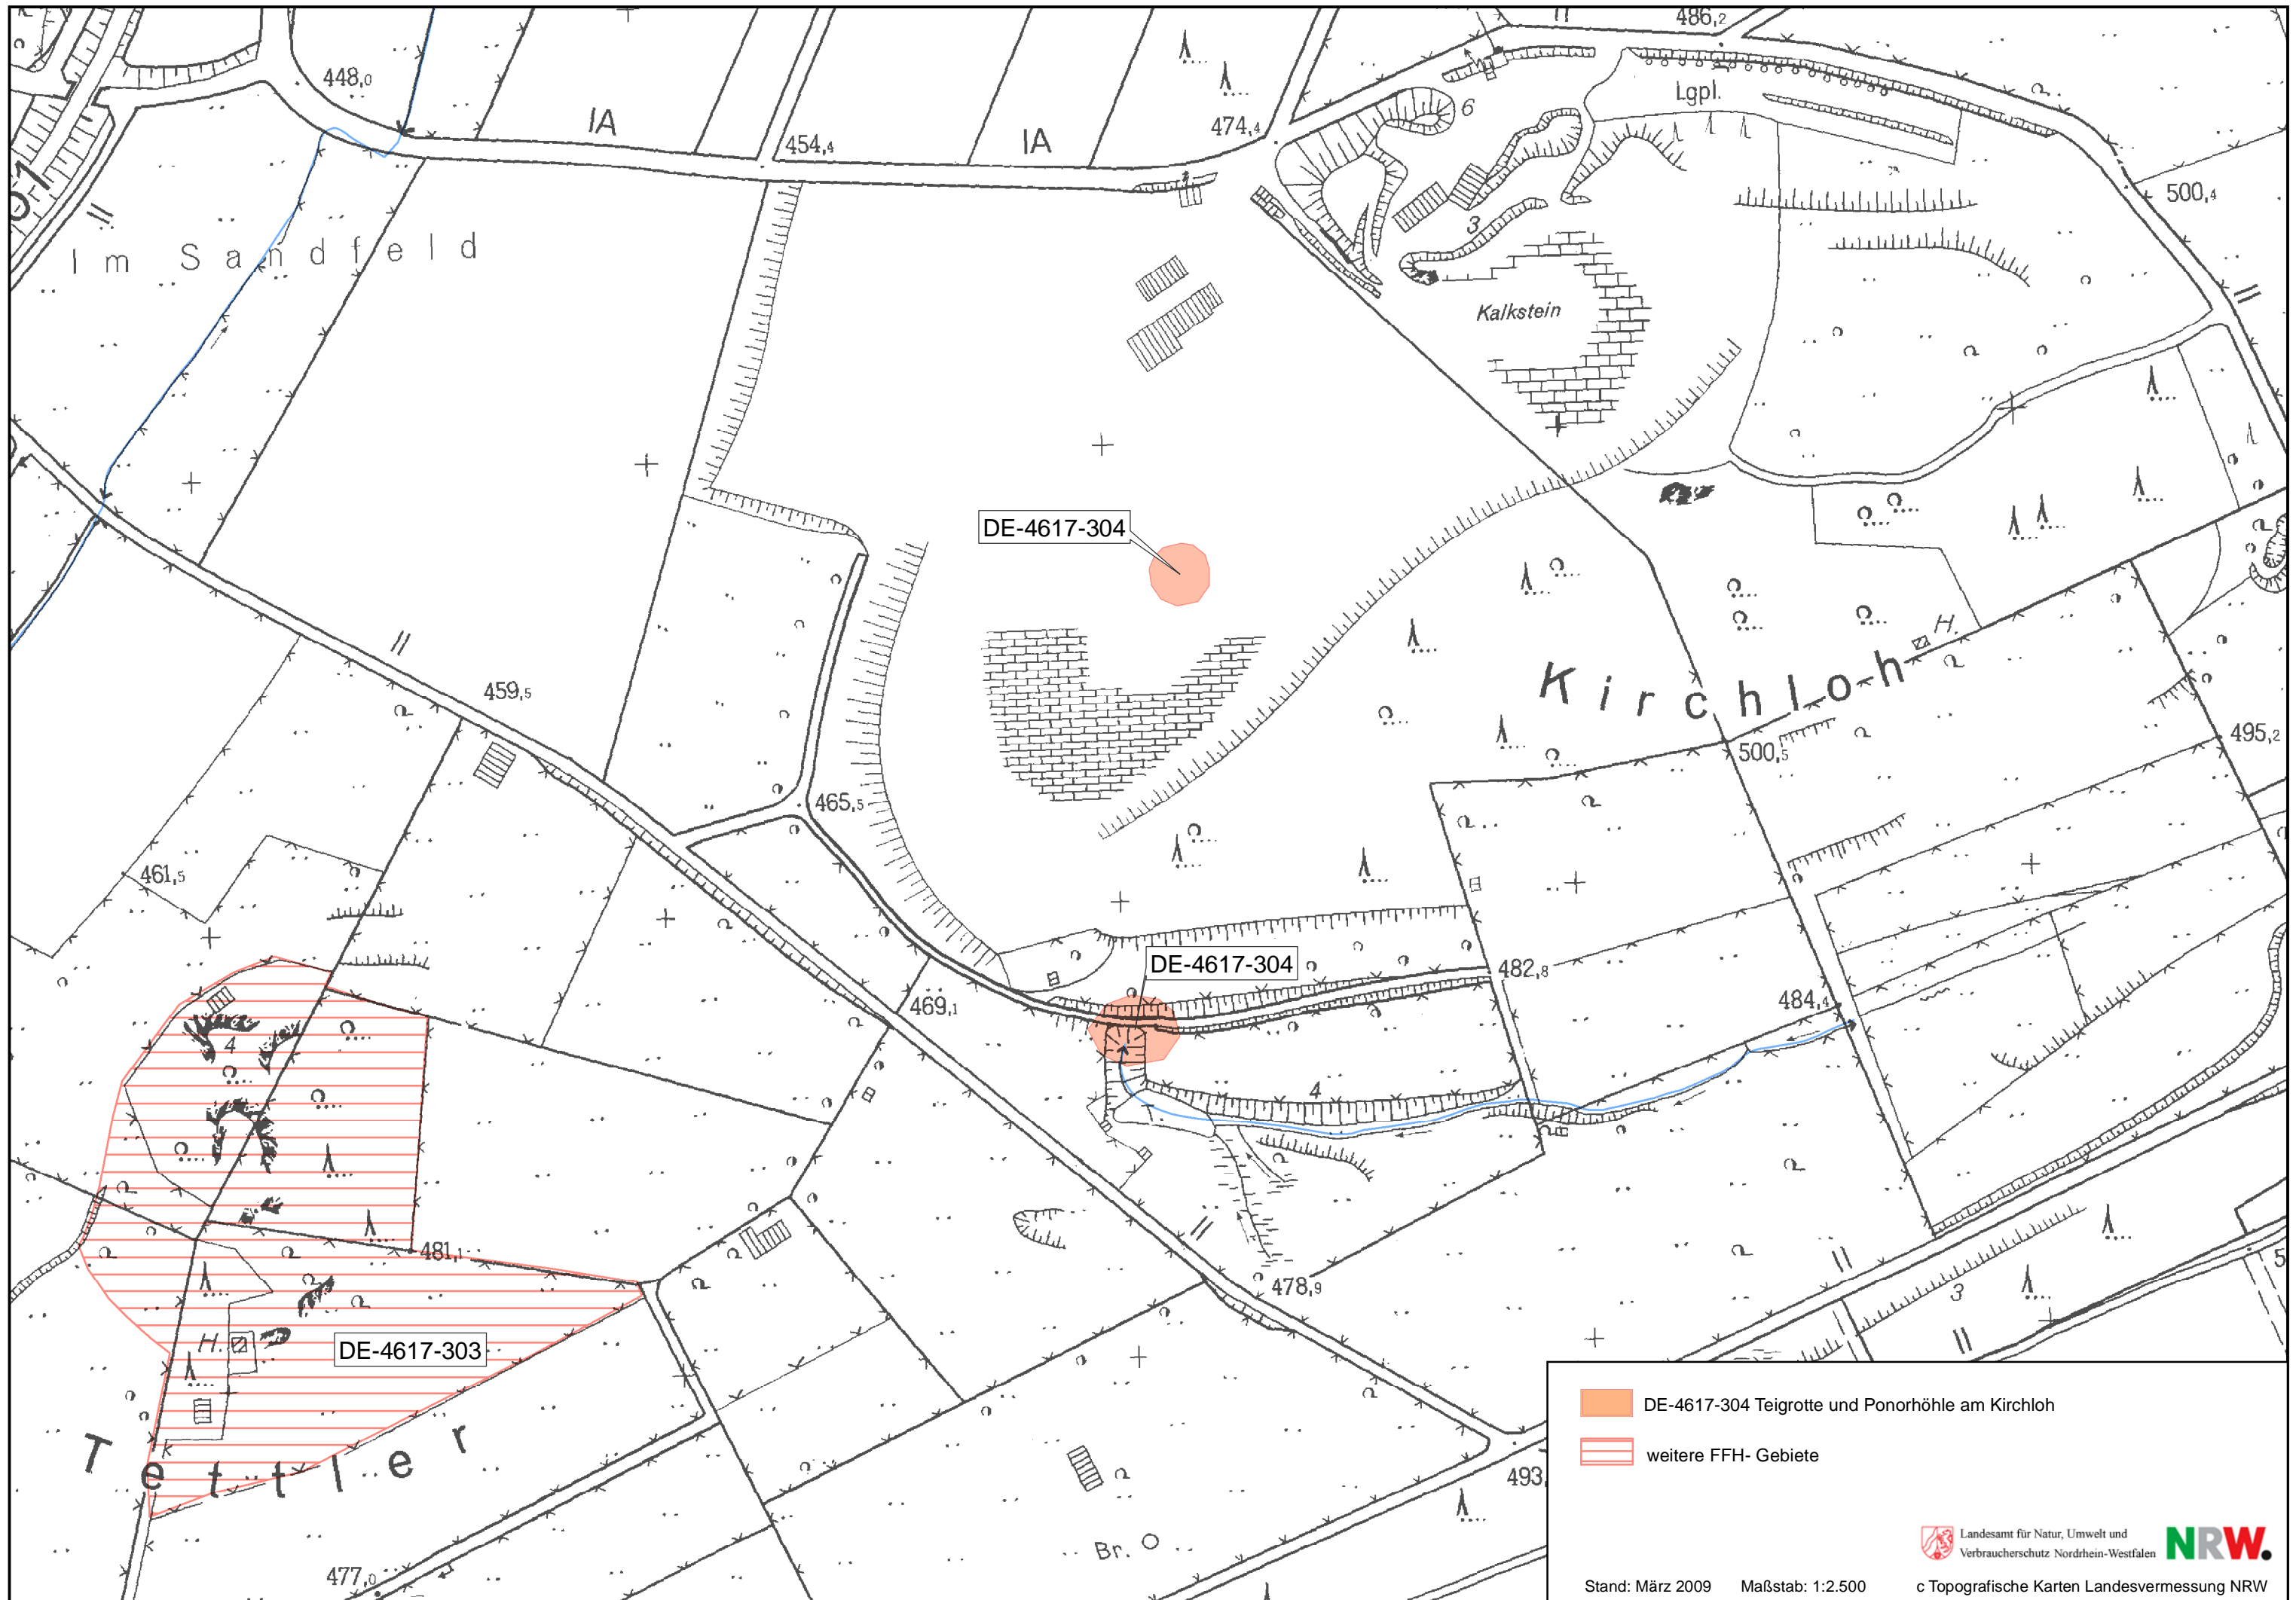 486,2
448,0
IA
454,4
IA
474,4
6
Lgpl.
500,4
3
Im Sandfeld
Kalkstein
DE-4617-304
H.
Kirchloh
459,5
495,2
500,5
465,5
461,5
DE-4617-304
482,8
484,4
469,1
4
4
481,1
478,9
3
H.
DE-4617-303
Tettler
493,
Br.
477,0
DE-4617-304 Teigrotte und Ponorhöhle am Kirchloh
weitere FFH- Gebiete
Landesamt für Natur, Umwelt und
Verbraucherschutz Nordrhein-Westfalen
NRW.
Stand: März 2009 Maßstab: 1:2.500 c Topografische Karten Landesvermessung NRW